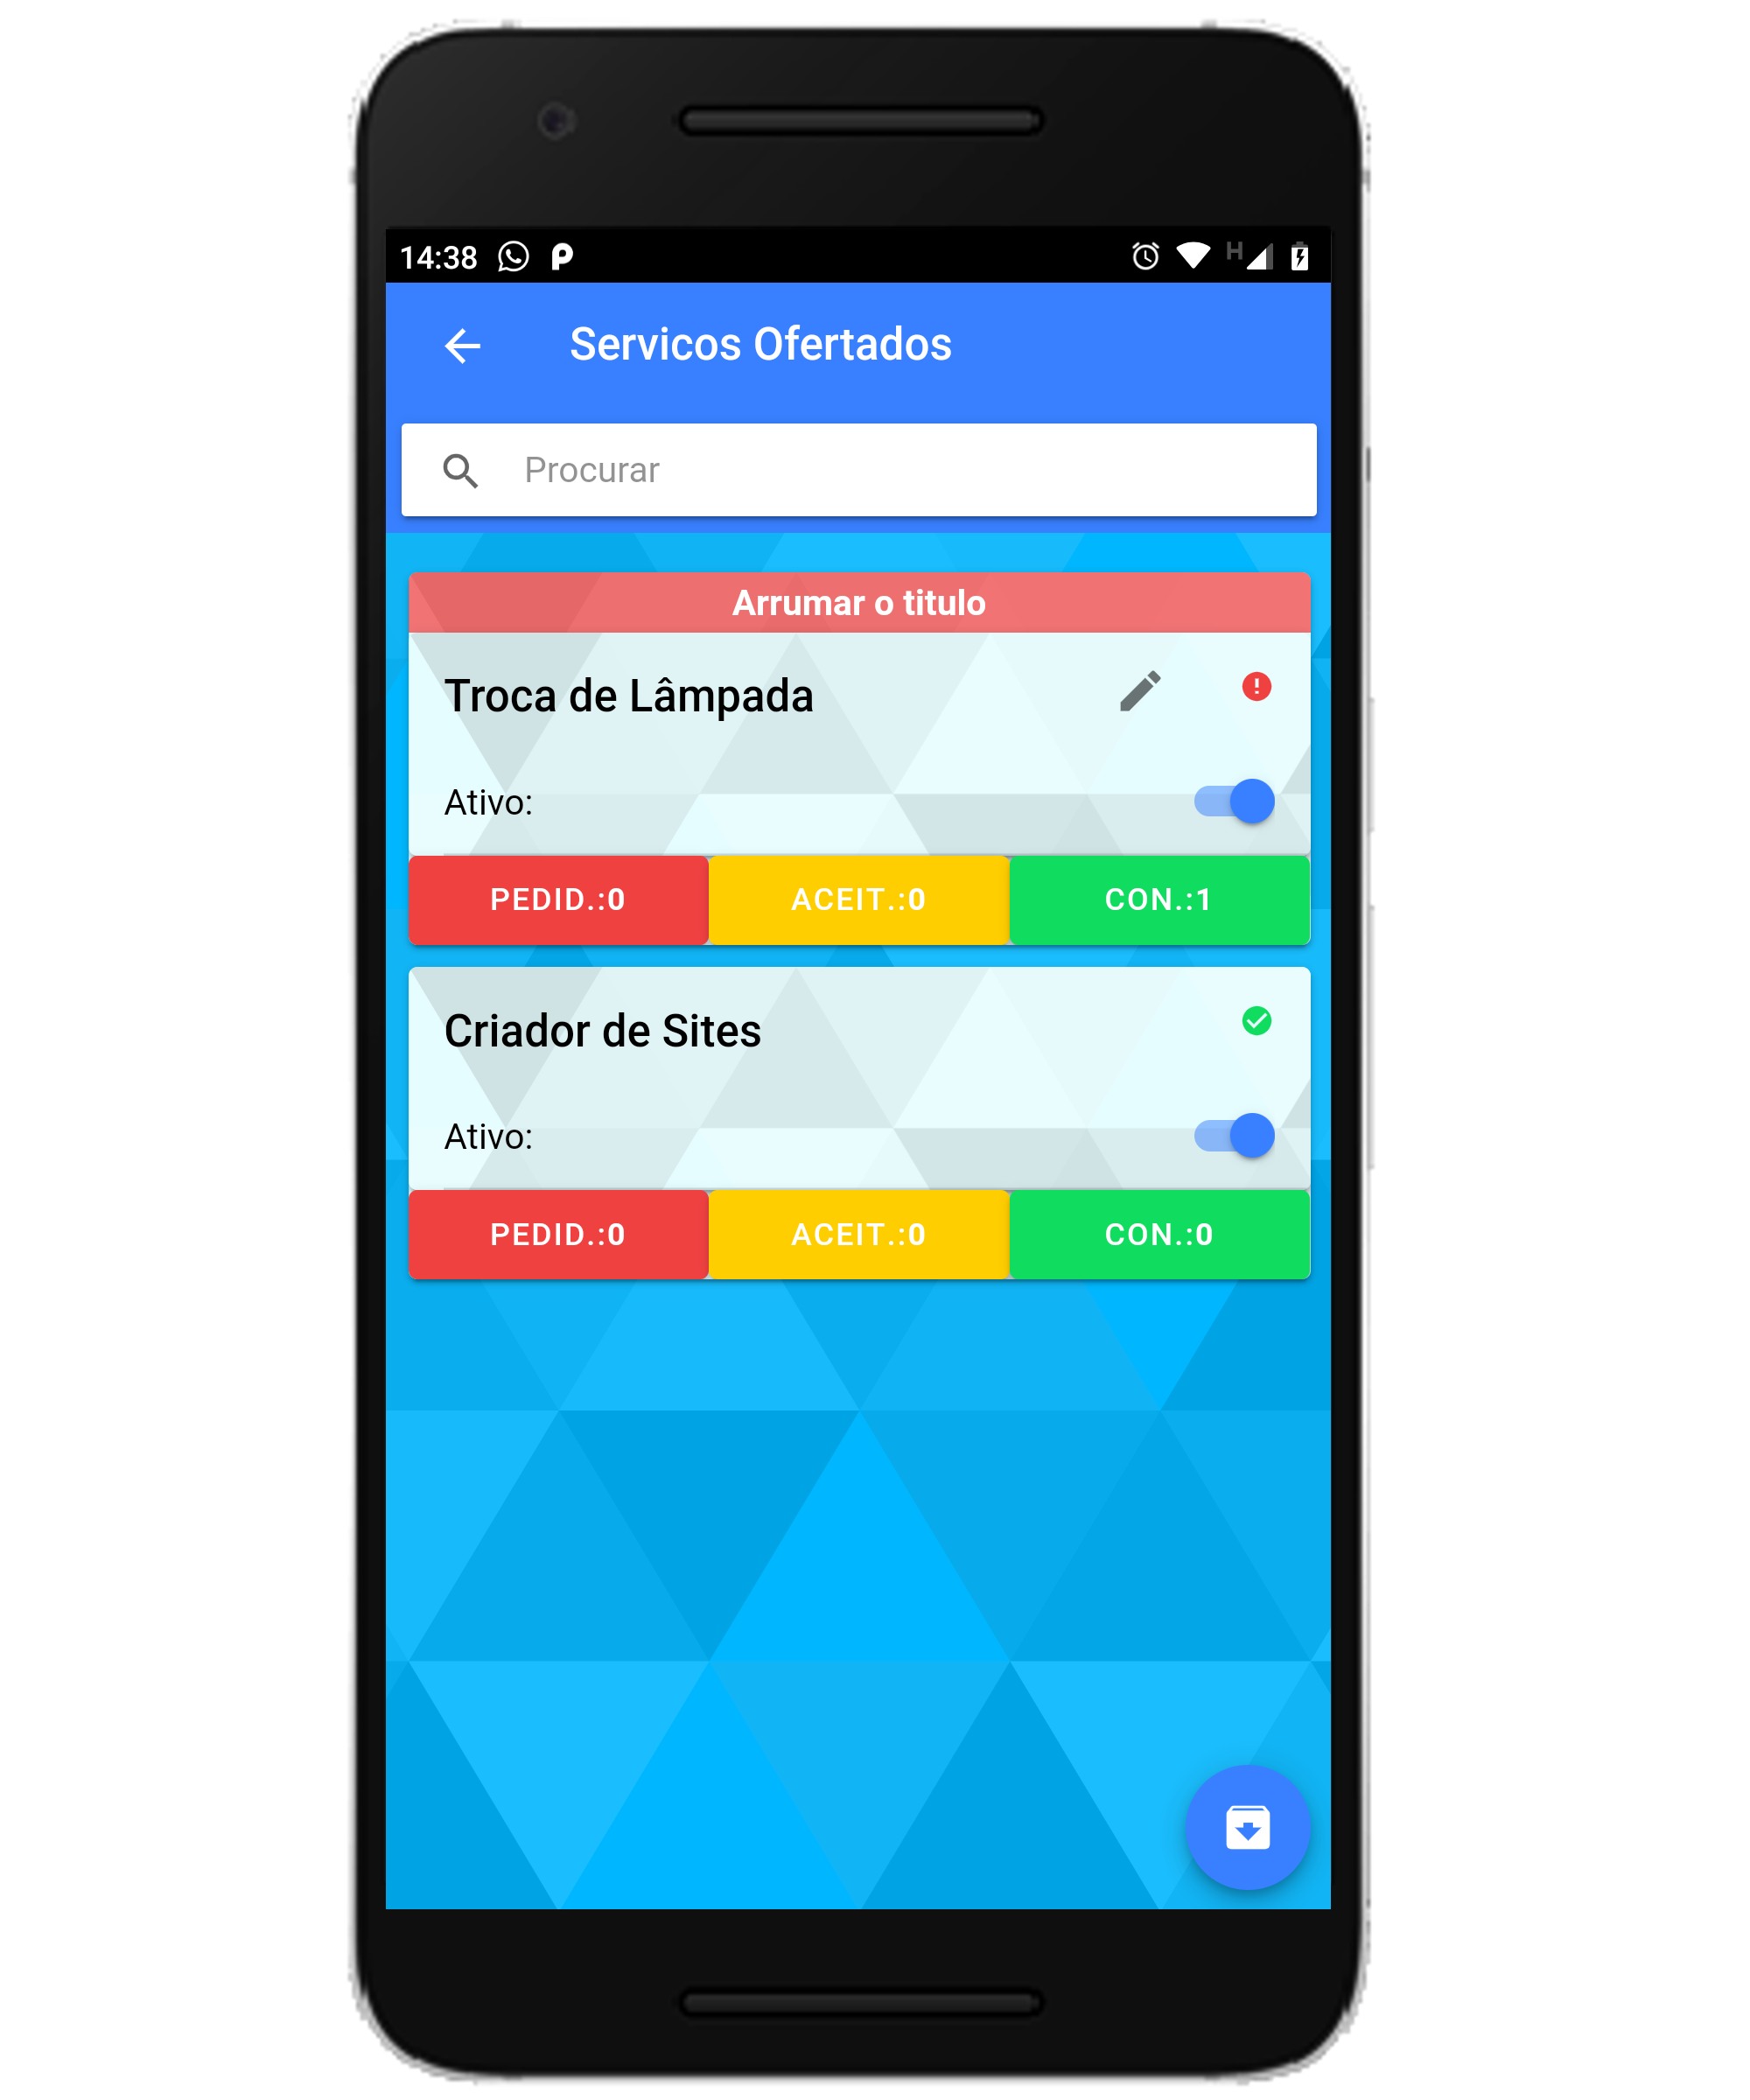 14:38
H
Servicos Ofertados
Procurar
Arrumar o titulo
Troca de Lâmpada
Ativo:
PEDID.:0 ACEIT.:0 CON.:1
Criador de Sites
Ativo:
PEDID.:0 ACEIT.:0 CON.:0